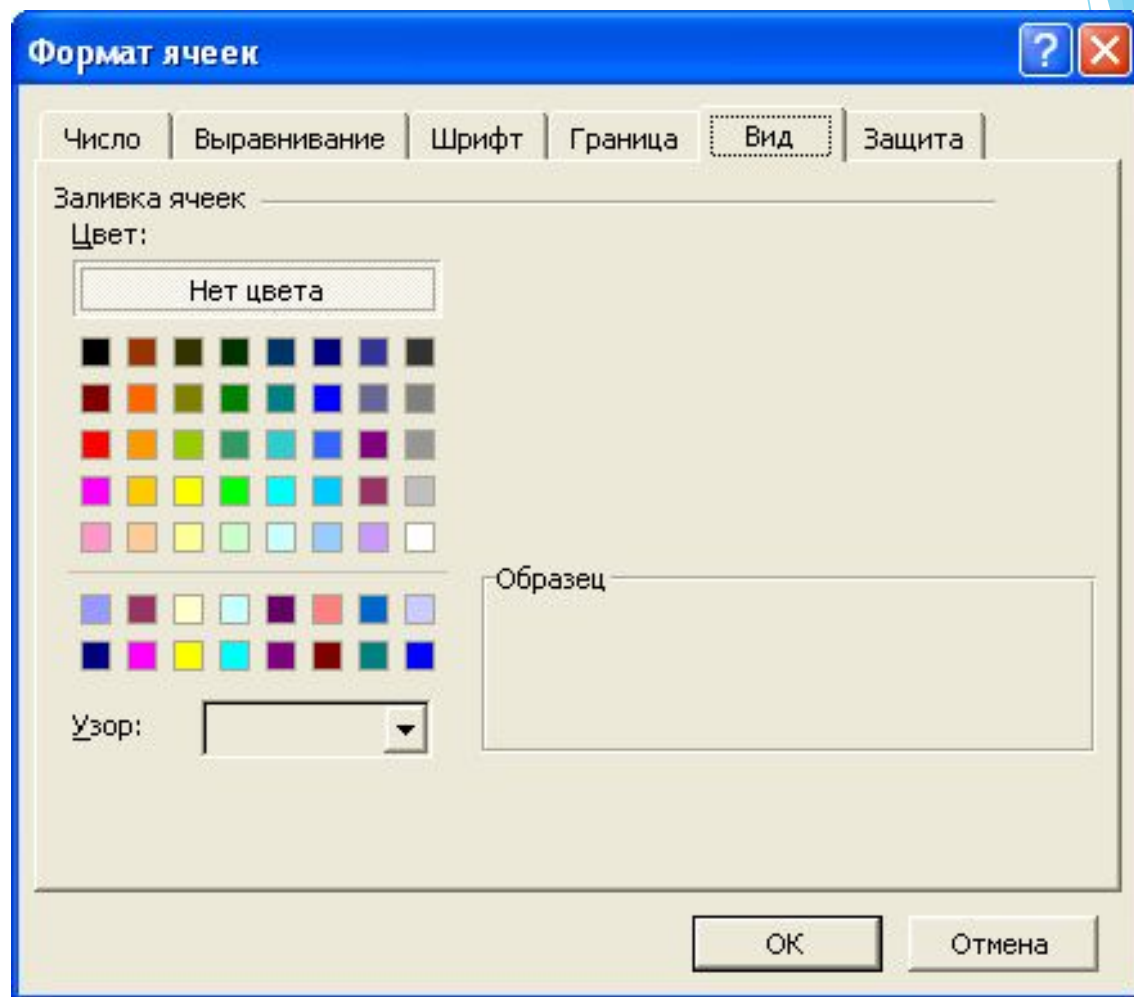 Формат ячеек
Число Выравнивание Шрифт Граница Вид Защита
Заливка ячеек
Цвет:
Нет цвета
Образец
Узор:
ОК Отмена